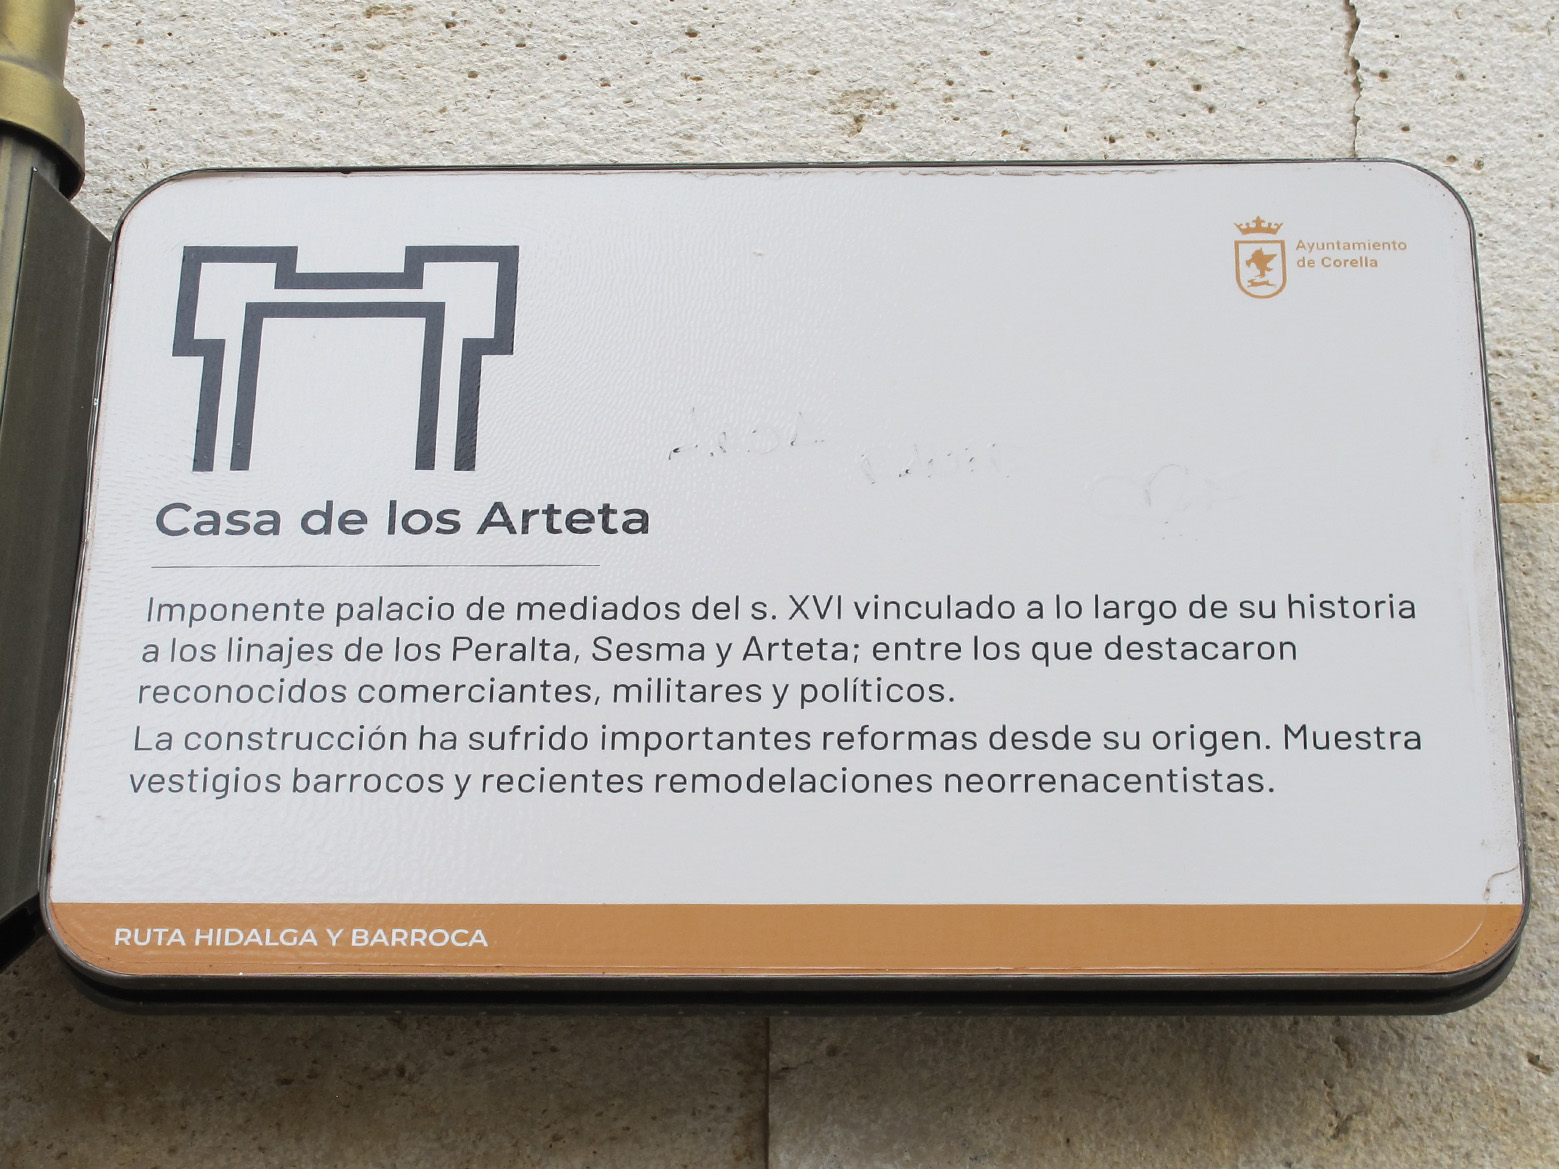 Ayuntamiento
de Corella
Casa de los Arteta
Imponente palacio de mediados del s. XVI vinculado a lo largo de su historia
a los linajes de los Peralta, Sesma y Arteta; entre los que destacaron
reconocidos comerciantes, militares y políticos.
La construcción ha sufrido importantes reformas desde su origen. Muestra
vestigios barrocos y recientes remodelaciones neorrenacentistas.
RUTA HIDALGA Y BARROCA